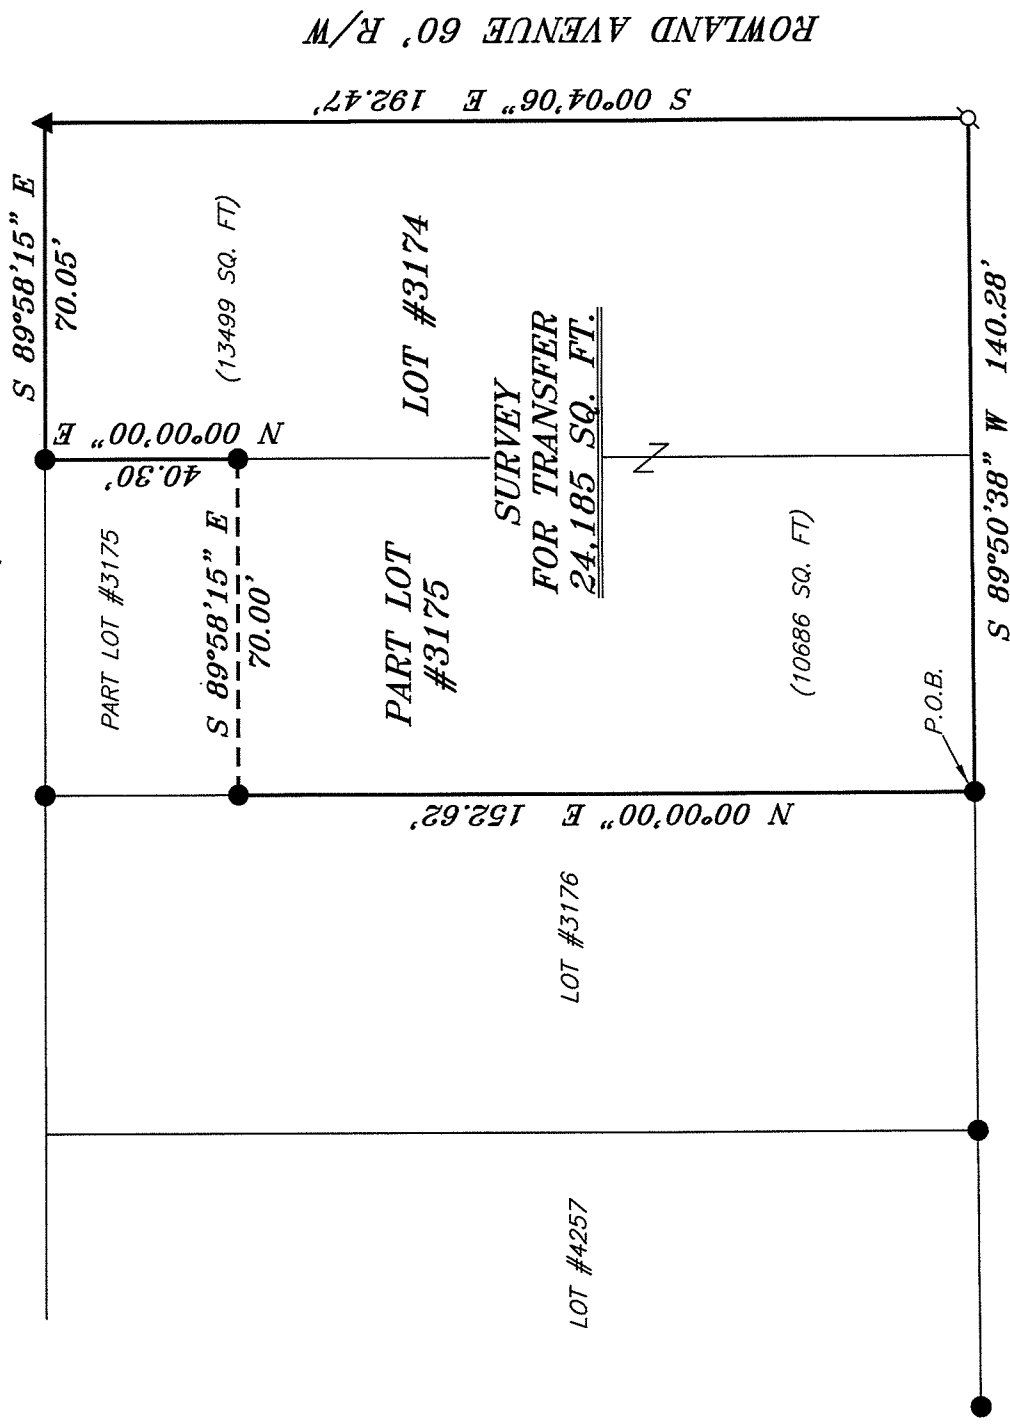 ROWLAND AVENUE 60' R/W
S 00°04'06" E 192.47'
S 89°58'15" E
70.05'
(13499 SQ. FT)
LOT #3174
N 00°00'00" E
40.30'
PART LOT #3175
S 89°58'15" E
70.00'
PART LOT
#3175
SURVEY
FOR TRANSFER
24,185 SQ. FT.
(10686 SQ. FT)
S 89°50'38" W 140.28'
P.O.B.
N 00°00'00" E 152.62'
LOT #3176
LOT #4257